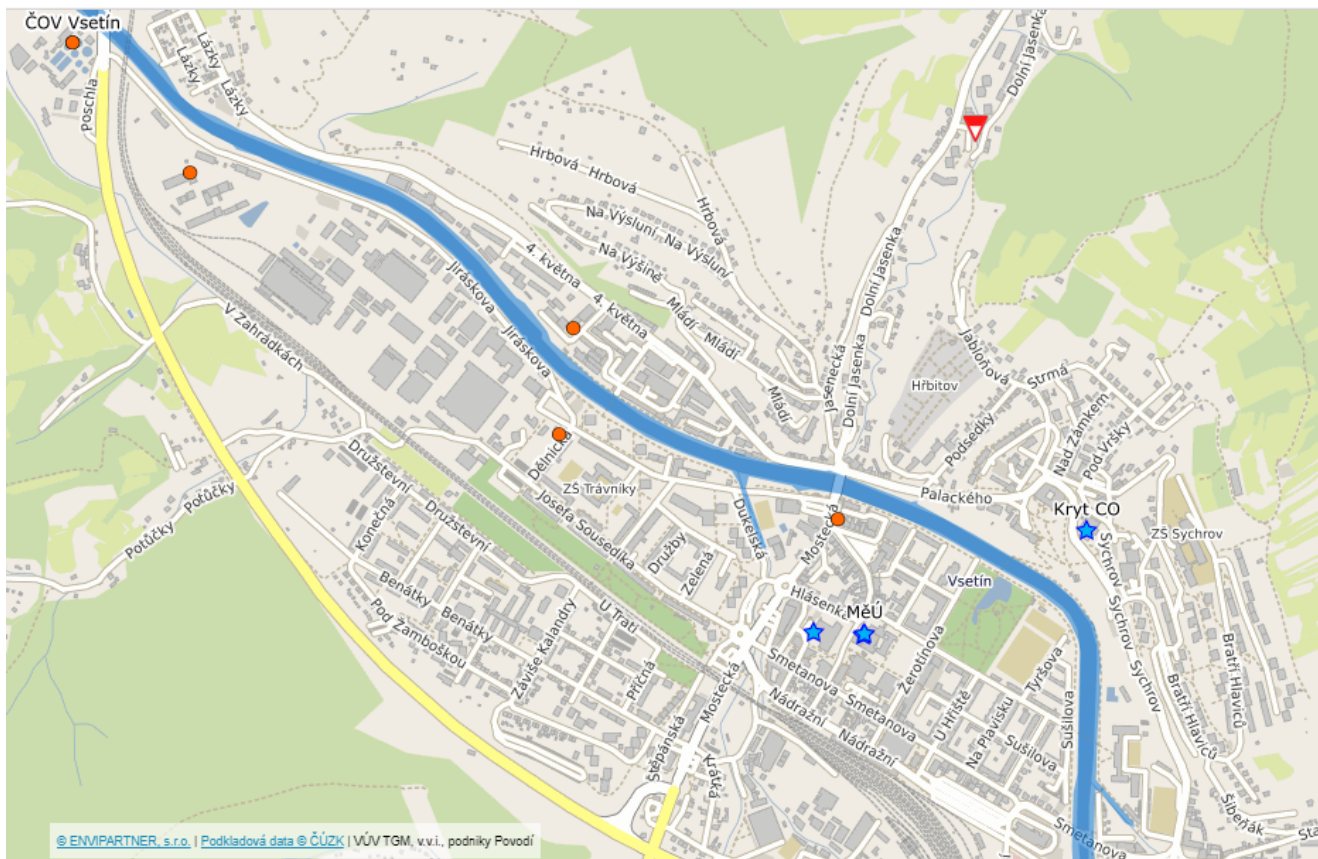 ČOV Vsetín
Lázky
Lázky
Lázky
Poschla
Dolní Jasenka
Hrbová
Hrbová
Hrbová
Na Výsluní
Na Výsluní
Na Výšině
Dolní Jasenka
Dolní Jasenka
4. května
4. května
Jiráskova
Jiráskova
V Zahrádkách
Mládí
Mládí
Mládí
Jasenecká
Dolní Jasenka
Jabloňová
Hřbitov
Strmá
Podsedky
Nad Zámkem
Pod Vršky
Palackého
Kryt CO
ZŠ Sychrov
Dělnická
ZŠ Trávníky
Družstevní
Družstevní
Konečná
Potůčky
Potůčky
Josefa Sousedíka
Dukelská
Mostecká
Družby
Zelená
Vsetín
Sychrov
Sychrov
Sychrov
Benátky
Benátky
Pod Žamboškou
U Trati
Hlásenka
MěÚ
Záviše Kalandry
Příčná
Smetanova
Smetanova
Žerotínova
Tyršova
Bratří Hlaviců
Bratří Hlaviců
Mostecká
Nádražní
Nádražní
U Hřiště
Na Plavisku
Sušilova
Sušilova
Štěpánská
Krátká
Šibeňák
Smetanova
Sta
© ENVIPARTNER, s.r.o. | Podkladová data © ČÚZK | VÚV TGM, v.v.i., podniky Povodí